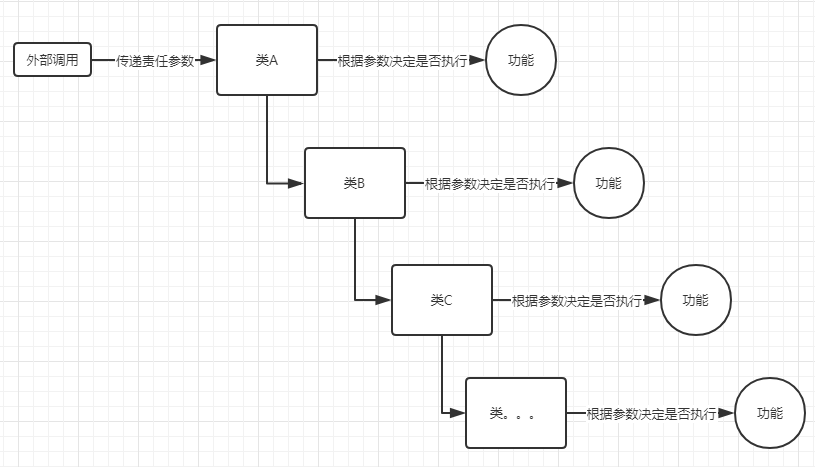 外部调用
传递责任参数
类A
根据参数决定是否执行
功能
类B
根据参数决定是否执行
功能
类C
根据参数决定是否执行
功能
类。。。
根据参数决定是否执行
功能